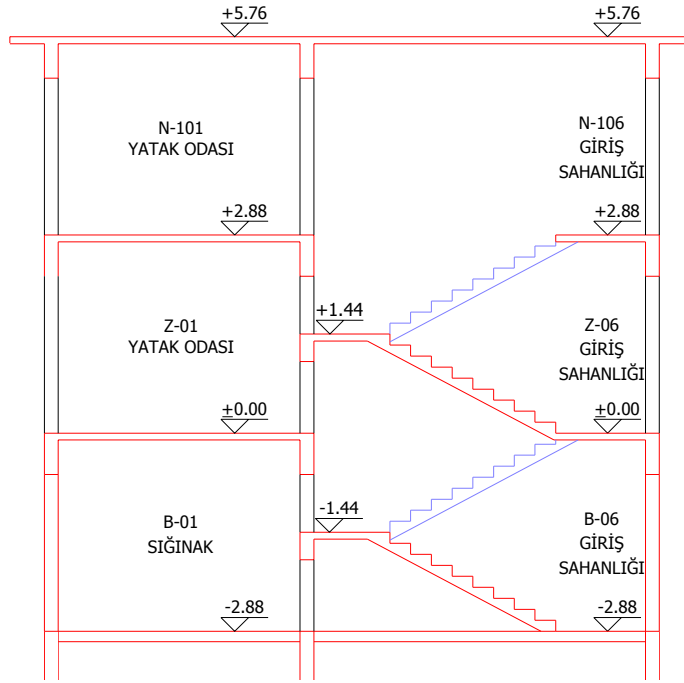 +5.76
+5.76
N-101
YATAK ODASI
N-106
GİRİŞ
SAHANLIĞI
+2.88
+2.88
+1.44
Z-01
YATAK ODASI
Z-06
GİRİŞ
SAHANLIĞI
±0.00
±0.00
-1.44
B-01
SIĞINAK
B-06
GİRİŞ
SAHANLIĞI
-2.88
-2.88